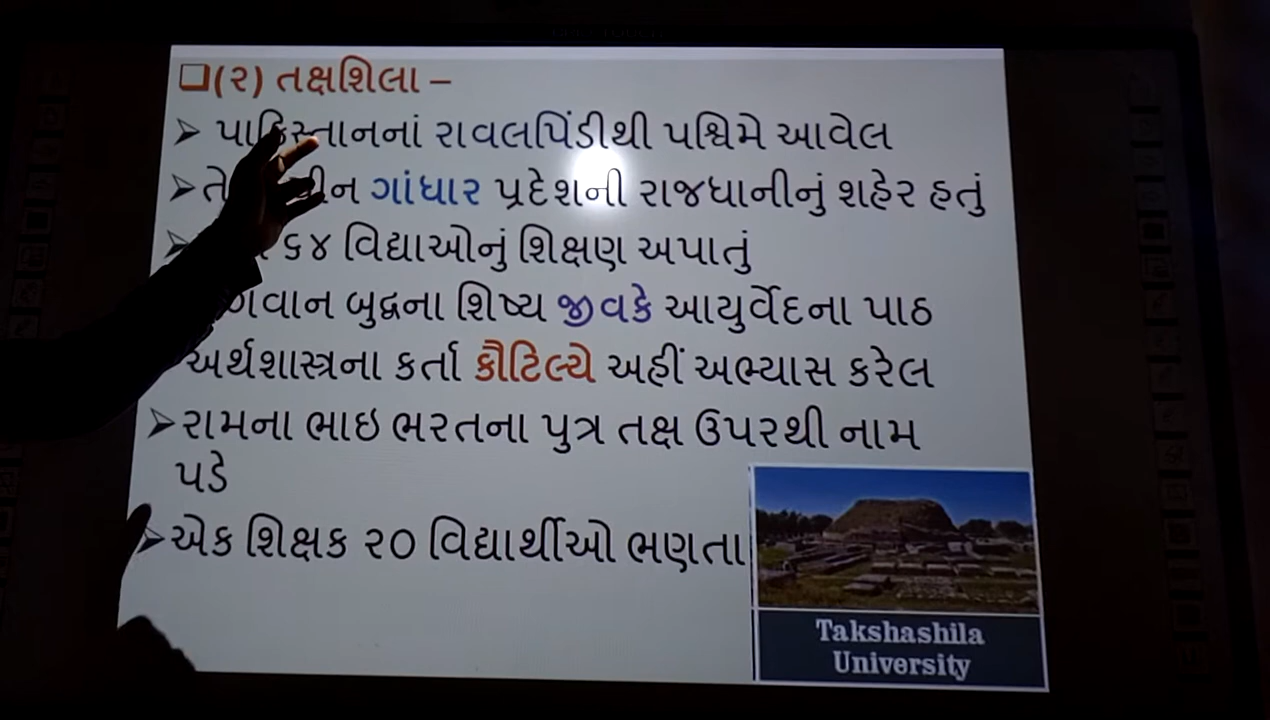 (૨) તક્ષશિલા –
પાકિસ્તાનનાં રાવલપિંડીથી પશ્ચિમે આવેલ
ગાંધાર પ્રદેશની રાજધાનીનું શહેર હતું
૬૪ વિદ્યાઓનું શિક્ષણ અપાતું
બુદ્ધના શિષ્ય જીવકે આયુર્વેદના પાઠ
અર્થશાસ્ત્રના કર્તા કૌટિલ્યે અહીં અભ્યાસ કરેલ
રામના ભાઇ ભરતના પુત્ર તક્ષ ઉપરથી નામ
પડે
એક શિક્ષક ૨૦ વિદ્યાર્થીઓ ભણતા
Takshashila
University